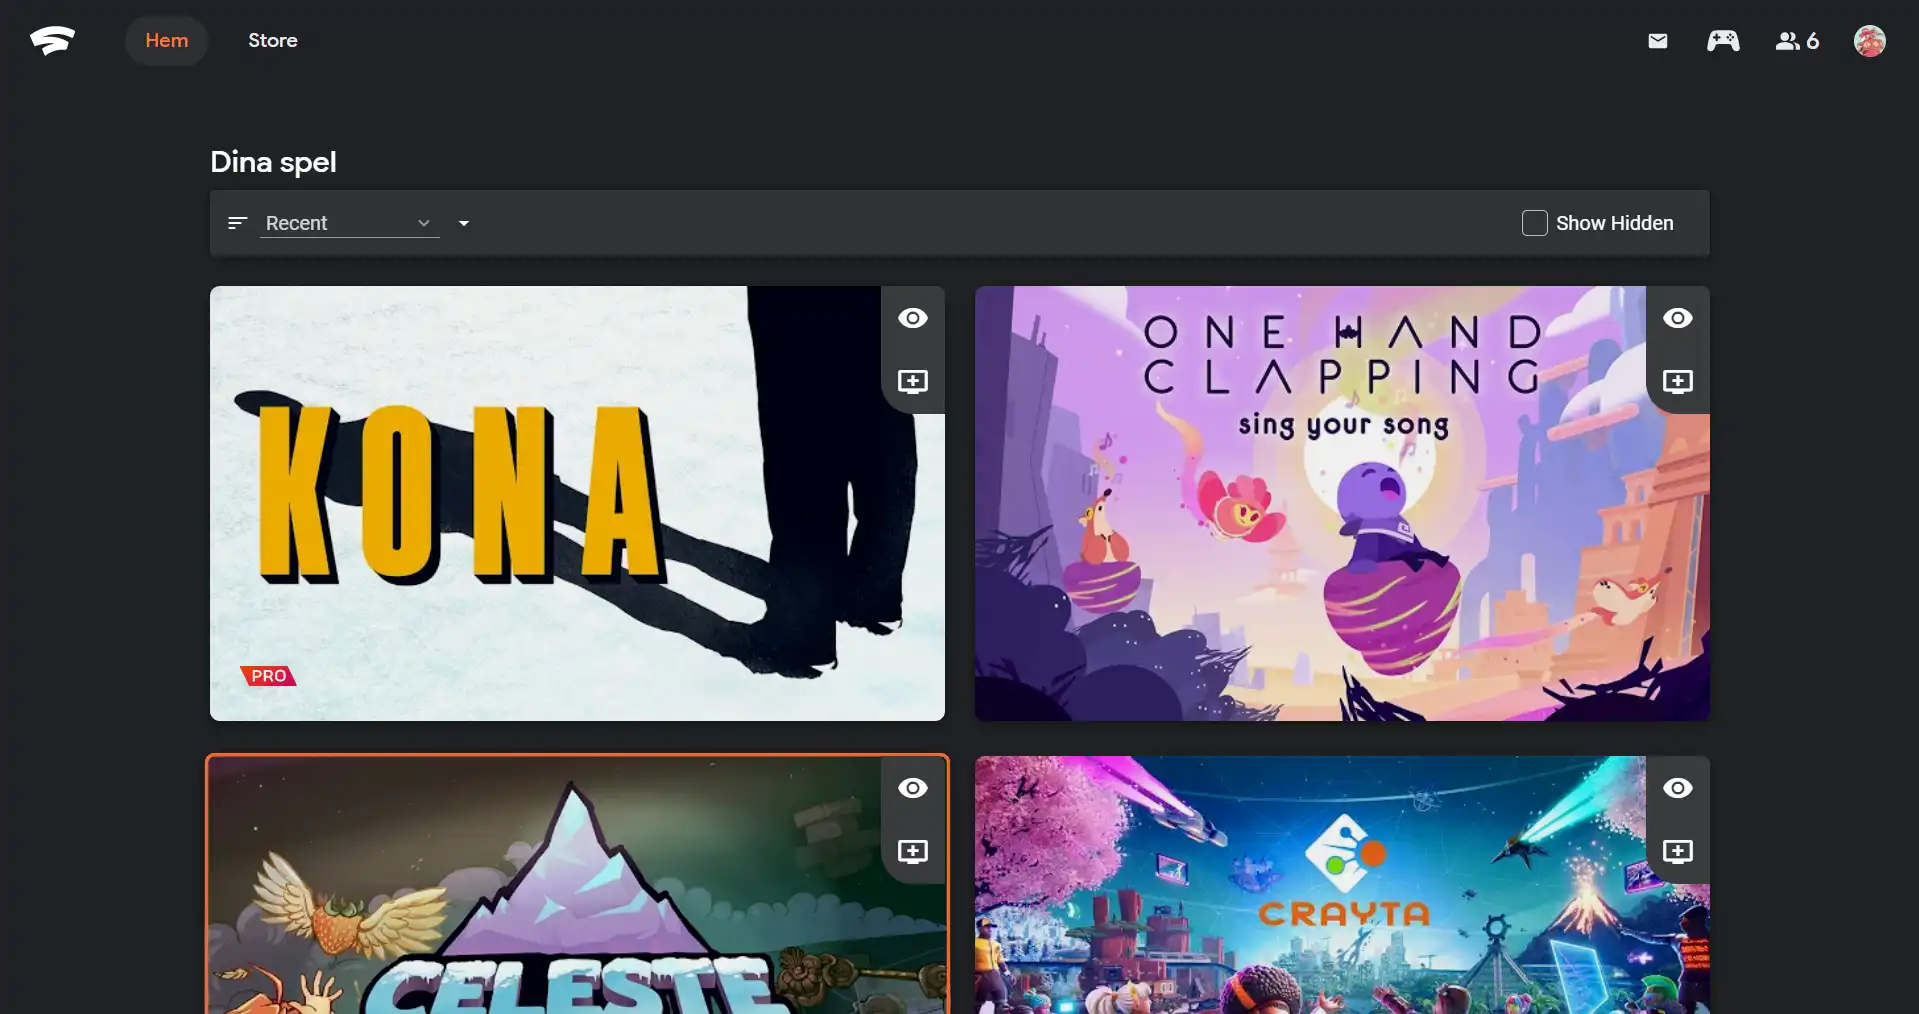 Hem
Store
6
Dina spel
Recent
Show Hidden
KONA
PRO
ONE HAND
CLAPPING
sing your song
CELESTE
CRAYTA